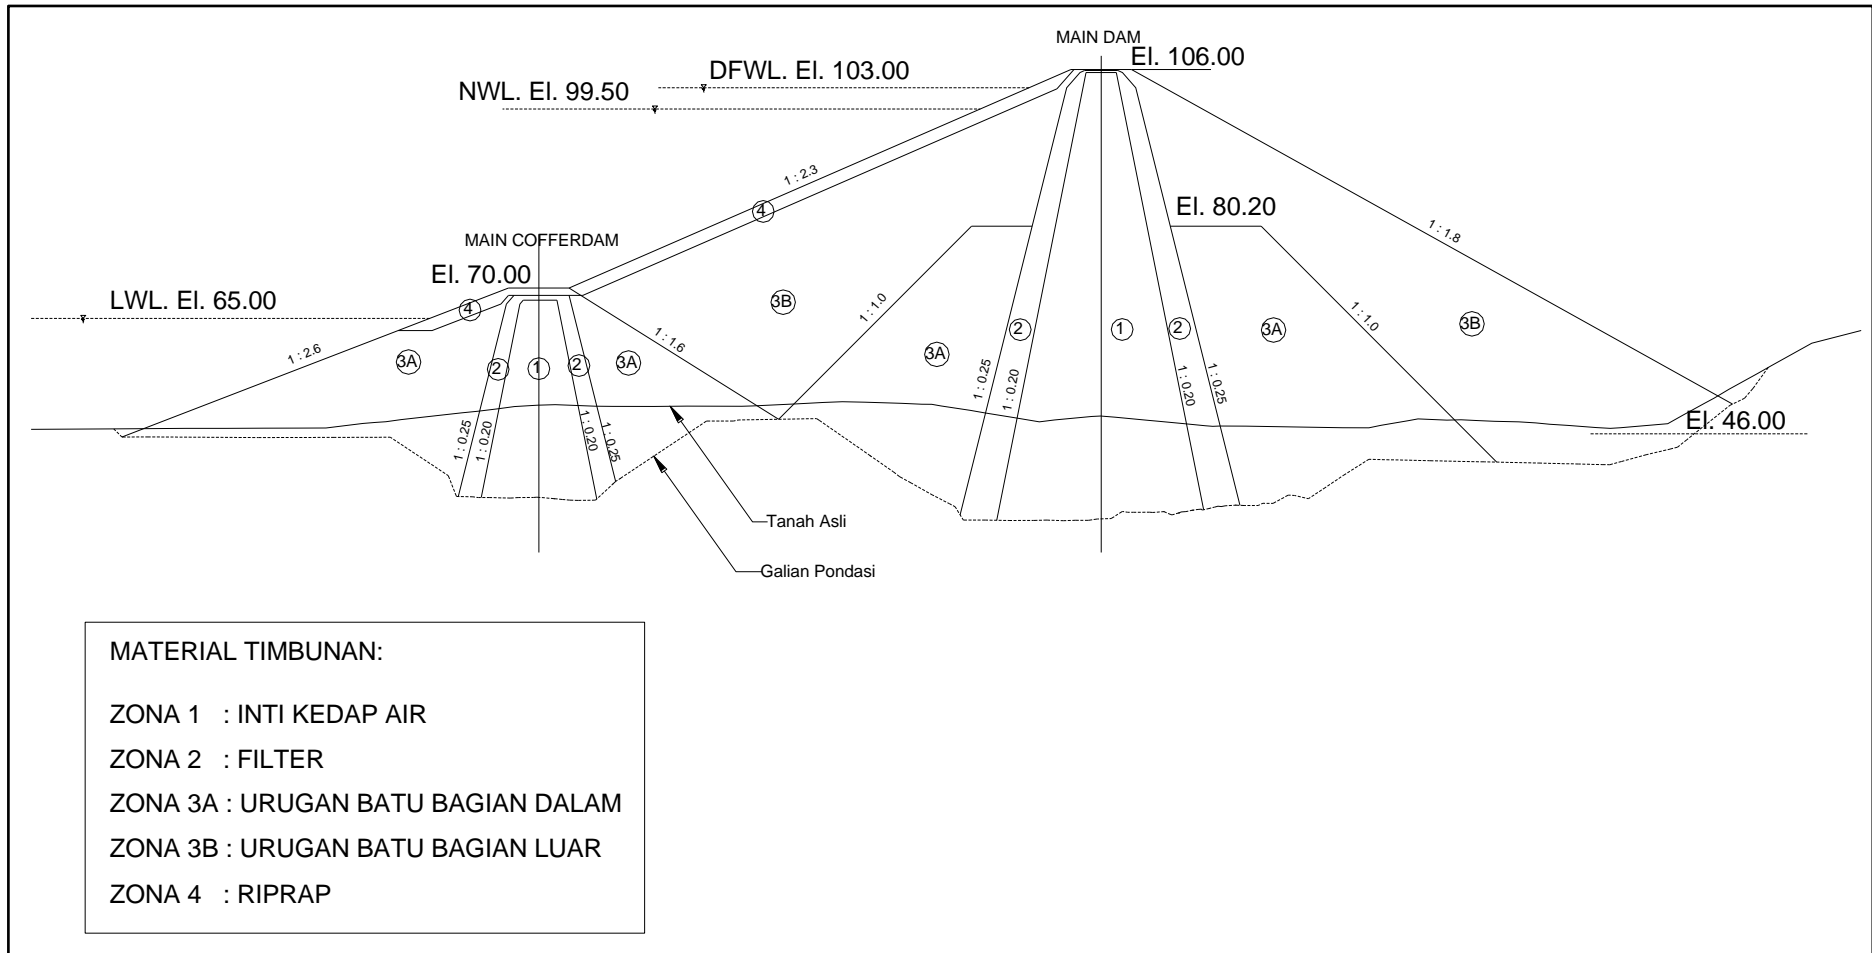 MAIN DAM
El. 106.00
DFWL. El. 103.00
NWL. El. 99.50
1 : 2.3
4
El. 80.20
1 : 1.8
MAIN COFFERDAM
El. 70.00
LWL. El. 65.00
4
3B
1 : 1.0
2
1
2
3A
1 : 1.0
3B
1 : 2.6
3A
2
1
2
3A
1 : 1.6
3A
1 : 0.25
1 : 0.20
1 : 0.20
1 : 0.25
El. 46.00
1 : 0.25
1 : 0.20
1 : 0.20
1 : 0.25
Tanah Asli
Galian Pondasi
MATERIAL TIMBUNAN:
ZONA 1 : INTI KEDAP AIR
ZONA 2 : FILTER
ZONA 3A : URUGAN BATU BAGIAN DALAM
ZONA 3B : URUGAN BATU BAGIAN LUAR
ZONA 4 : RIPRAP